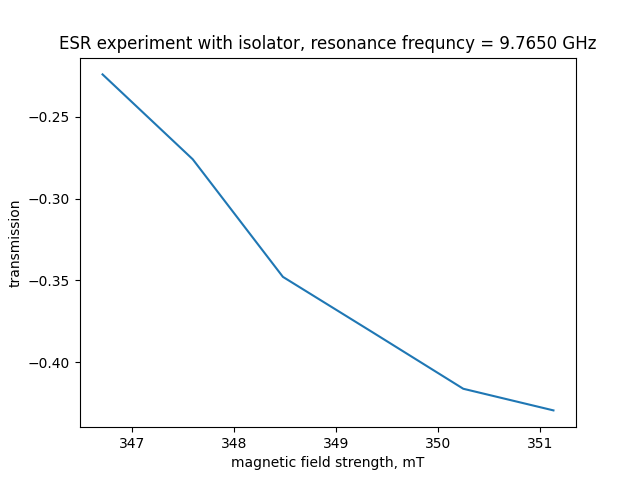 ESR experiment with isolator, resonance frequncy = 9.7650 GHz
−0.25
−0.30
−0.35
−0.40
transmission
347 348 349 350 351
magnetic field strength, mT